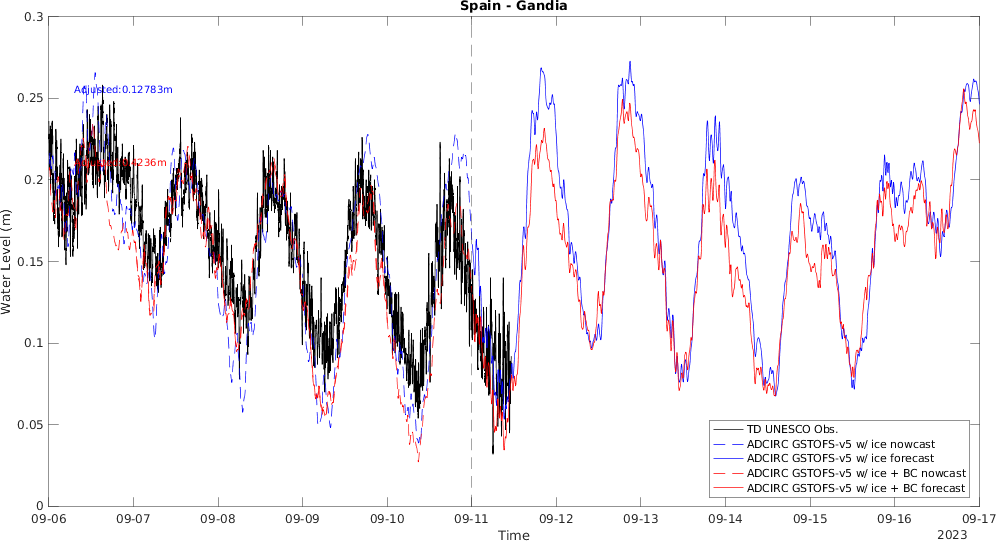 Spain - Gandia
Water Level (m)
0.3
0.25
0.2
0.15
0.1
0.05
0
Adjusted:0.12783m
4236m
TD UNESCO Obs.
ADCIRC GSTOFS-v5 w/ ice nowcast
ADCIRC GSTOFS-v5 w/ ice forecast
ADCIRC GSTOFS-v5 w/ ice + BC nowcast
ADCIRC GSTOFS-v5 w/ ice + BC forecast
09-06 09-07 09-08 09-09 09-10 09-11 09-12 09-13 09-14 09-15 09-16 09-17
Time
2023